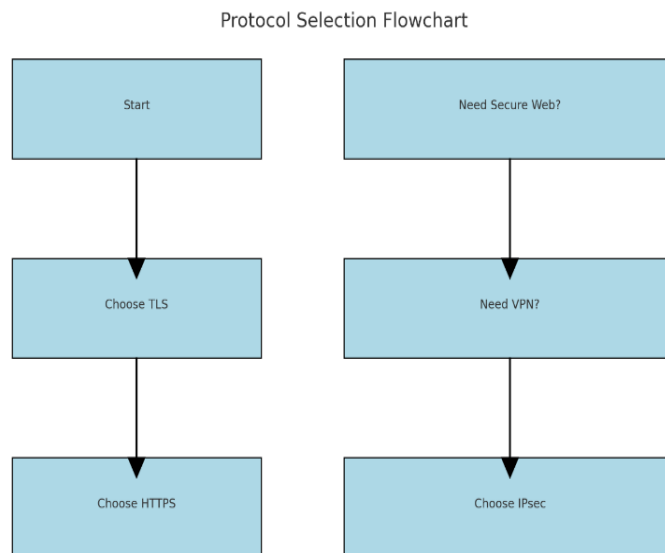 Protocol Selection Flowchart
Start
Need Secure Web?
Choose TLS
Need VPN?
Choose HTTPS
Choose IPsec